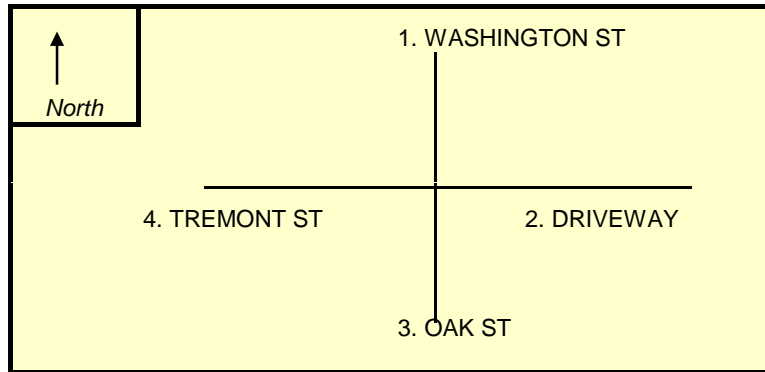 1. WASHINGTON ST
North
4. TREMONT ST
2. DRIVEWAY
3. OAK ST